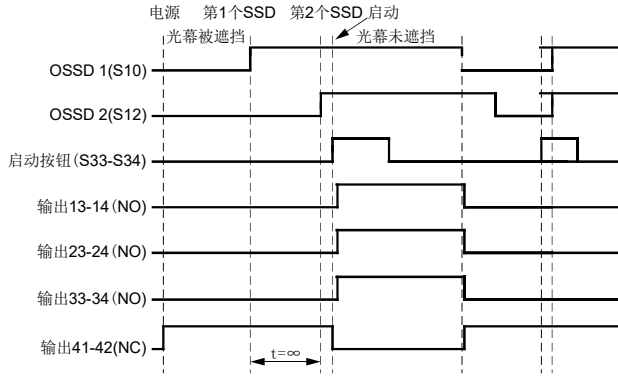 电源 第1个SSD 第2个SSD 启动
光幕被遮挡 光幕未遮挡
OSSD 1(S10)
OSSD 2(S12)
启动按钮(S33-S34)
输出13-14(NO)
输出23-24(NO)
输出33-34(NO)
输出41-42(NC)
t=∞